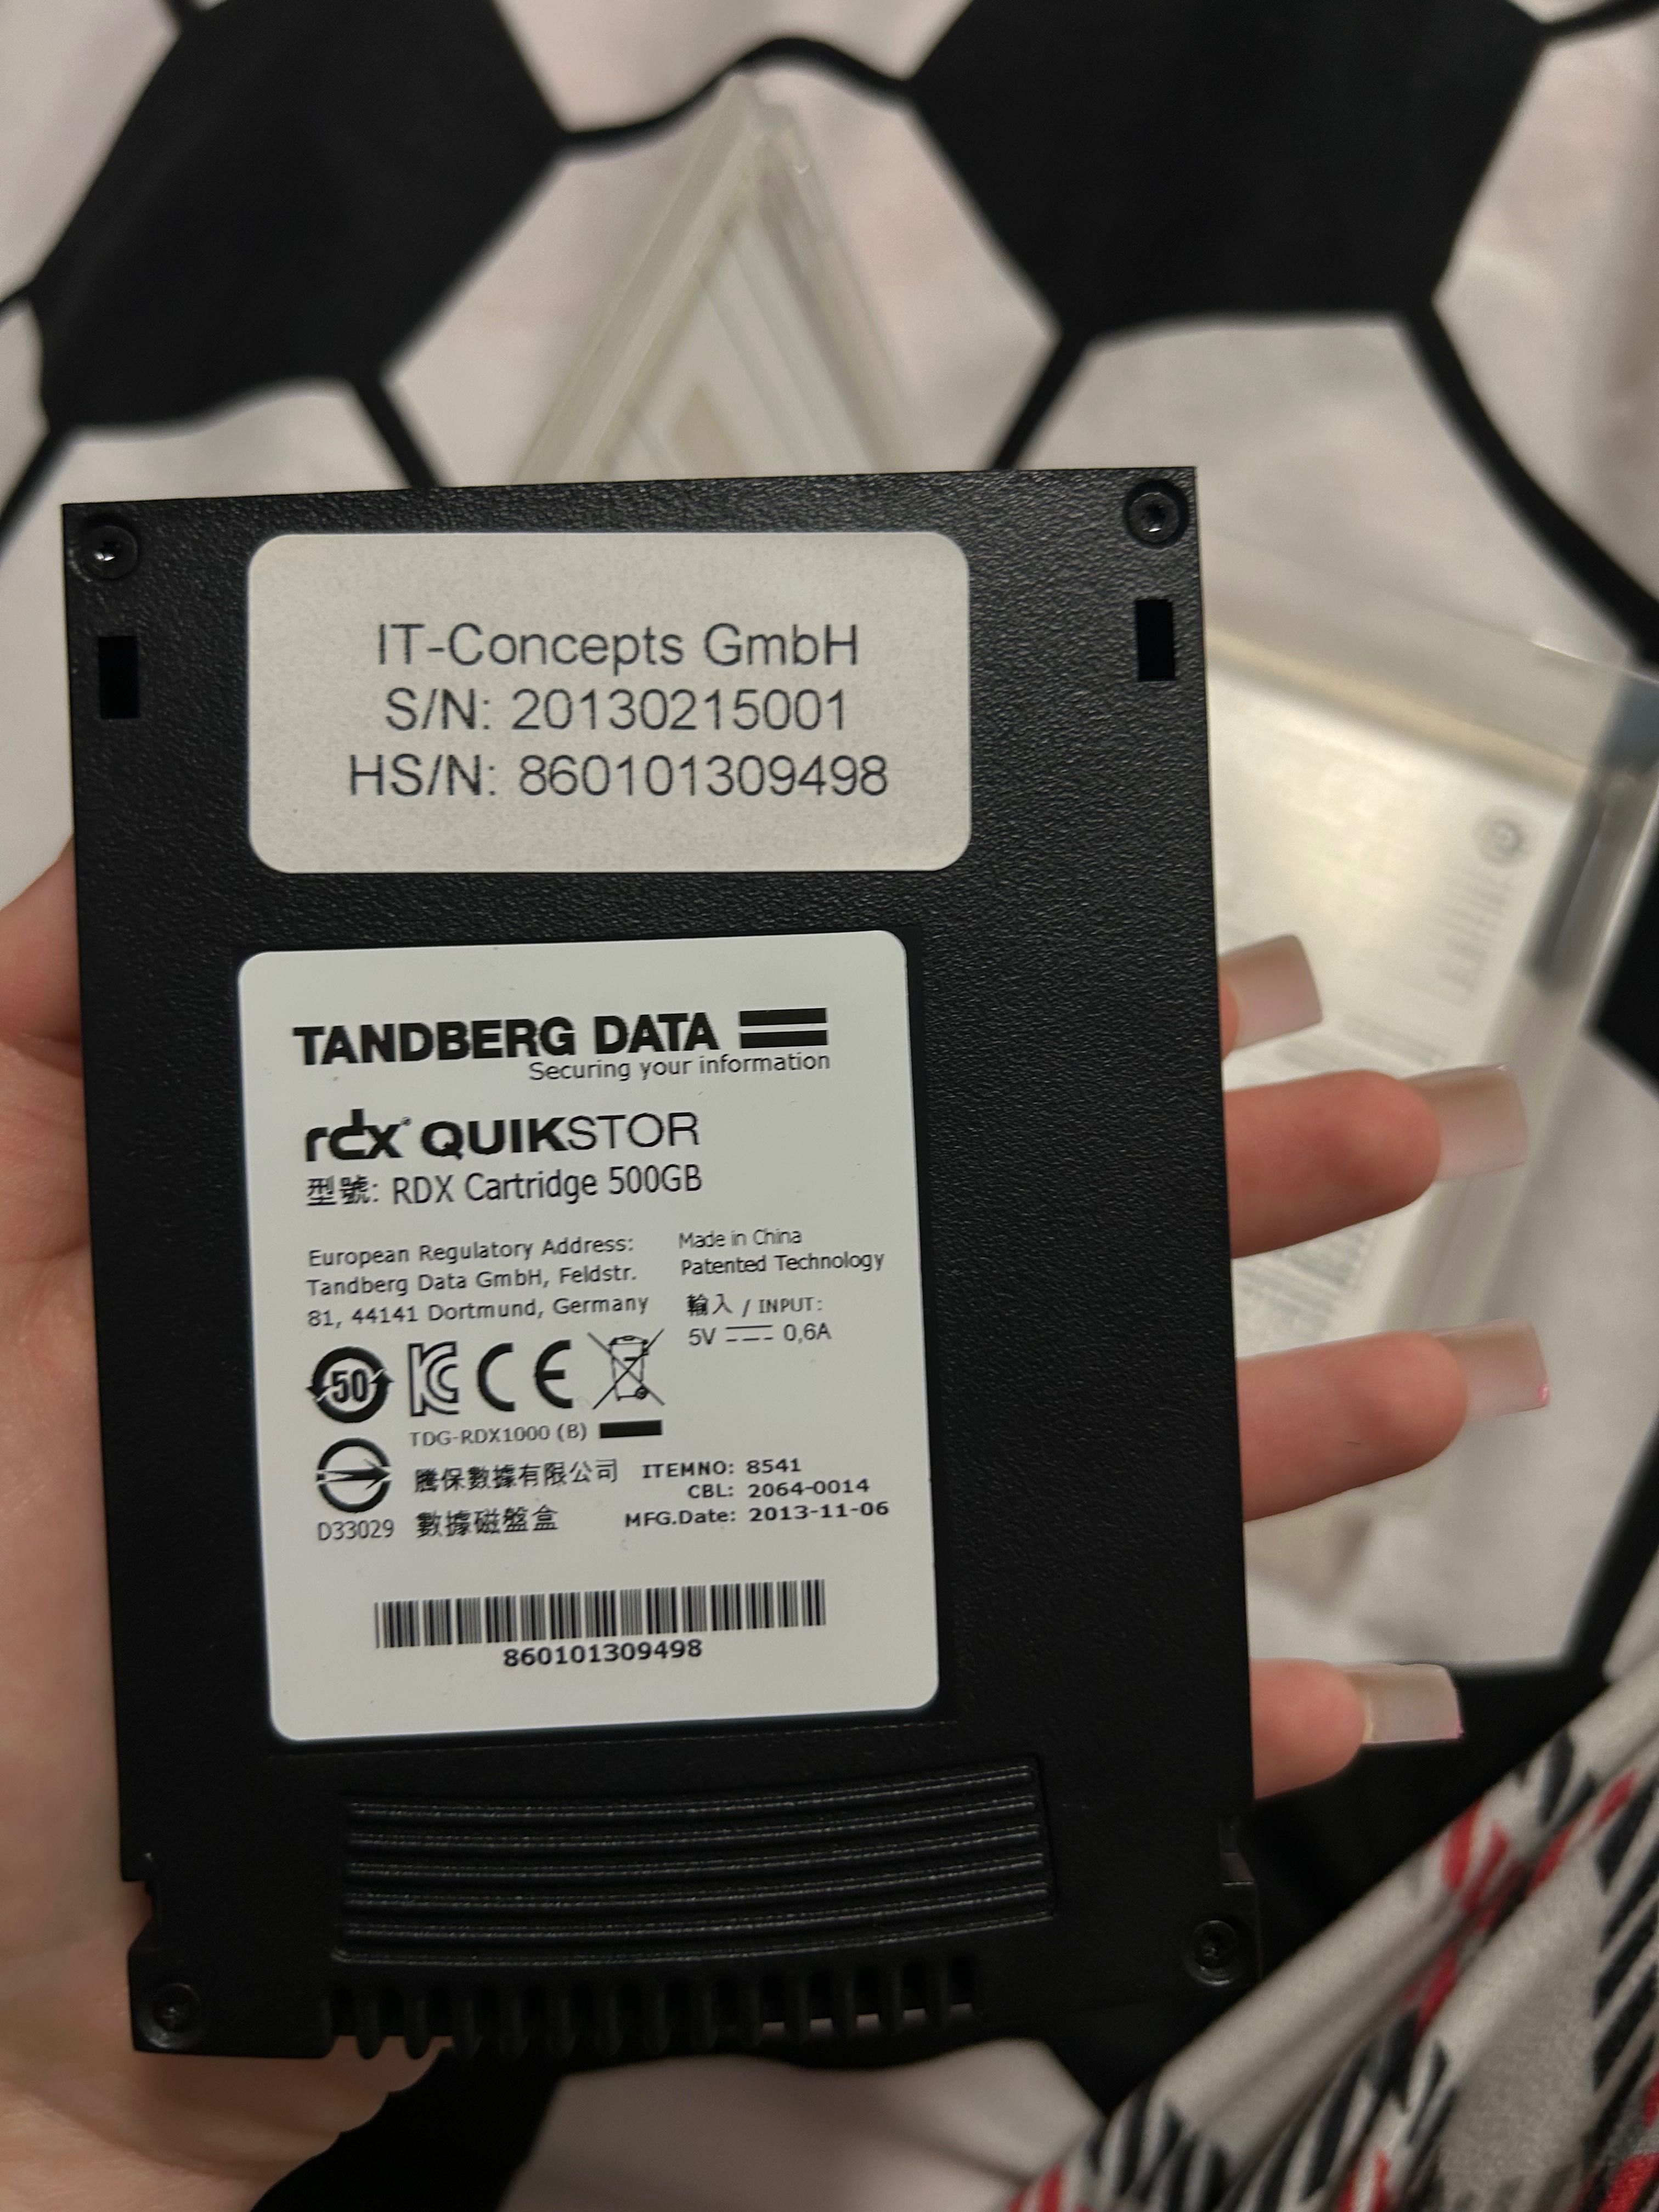 IT-Concepts GmbH
S/N: 20130215001
HS/N: 860101309498
TANDBERG DATA
Securing your information
rdx® QUIKSTOR
型號: RDX Cartridge 500GB
European Regulatory Address:
Tandberg Data GmbH, Feldstr.
81, 44141 Dortmund, Germany
Made in China
Patented Technology
輸入 / INPUT:
5V 0,6A
50
CE
TDG-RDX1000 (B)
D33029
騰保數據有限公司
數據磁盤盒
ITEMNO: 8541
CBL: 2064-0014
MFG.Date: 2013-11-06
860101309498